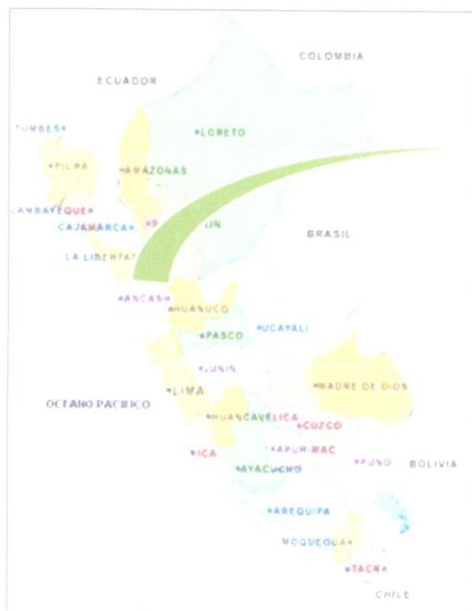 COLOMBIA
ECUADOR
TUMBES
LORETO
PIURA
AMAZONAS
LAMBAYEQUE
CAJAMARCA
BRASIL
LA LIBERTAD
ANCASH
HUANUCO
UCAYALI
PASCO
JUNIN
MADRE DE DIOS
LIMA
OCEANO PACIFICO
HUANCAVELICA
CUZCO
ICA
APURIMAC
PUNO
BOLIVIA
AYACUCHO
AREQUIPA
MOQUEGUA
TACNA
CHILE